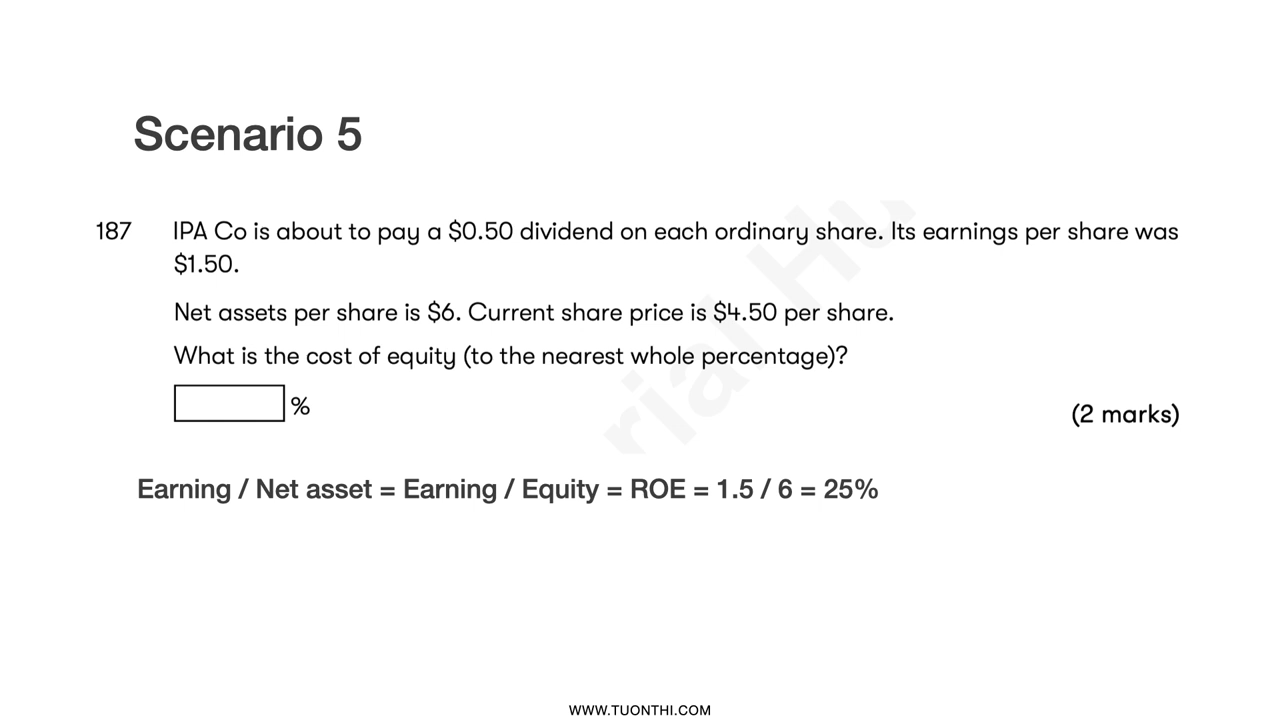 Scenario 5
187 IPA Co is about to pay a $0.50 dividend on each ordinary share. Its earnings per share was
$1.50.
Net assets per share is $6. Current share price is $4.50 per share.
What is the cost of equity (to the nearest whole percentage)?
%
(2 marks)
Earning / Net asset = Earning / Equity = ROE = 1.5 / 6 = 25%
WWW.TUONTHI.COM